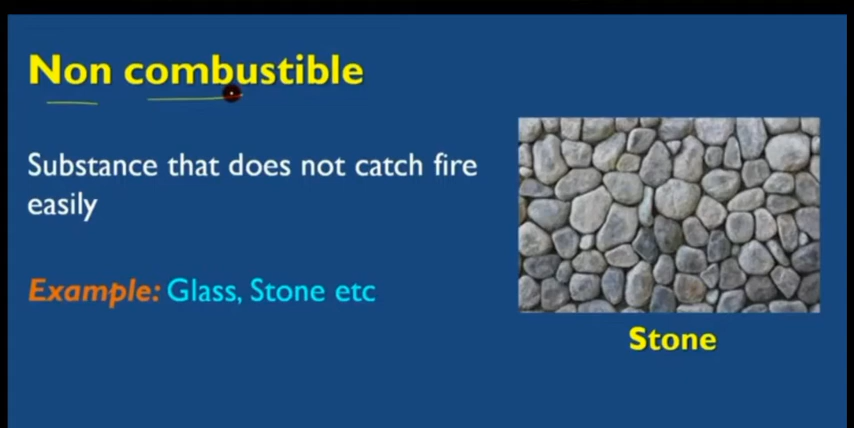 Non combustible
Substance that does not catch fire
easily
Example: Glass, Stone etc
Stone